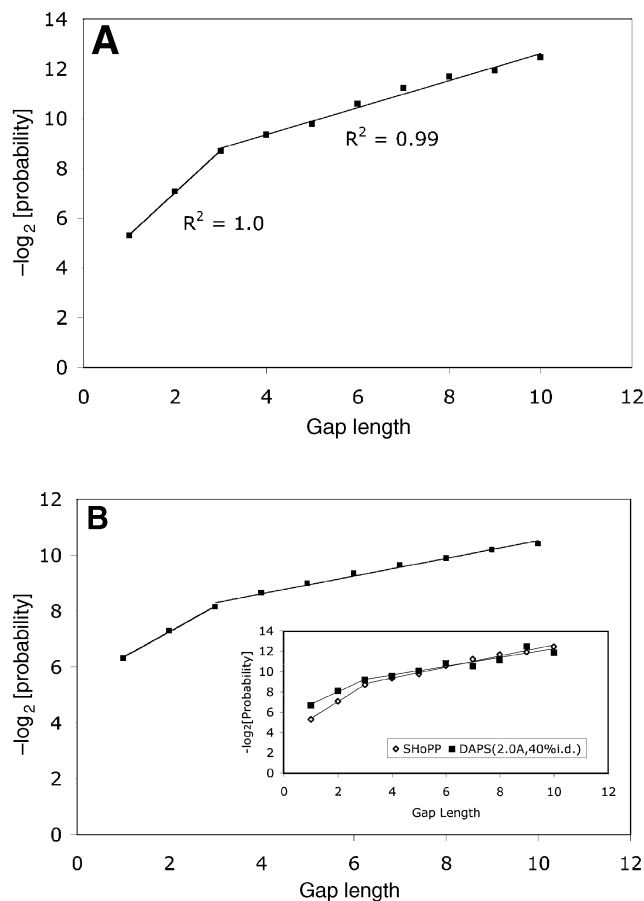 A
14
12
10
8
6
4
2
0
–log2 [probability]
R2 = 0.99
R2 = 1.0
0 2 4 6 8 10 12
Gap length
B
12
10
8
6
4
2
0
–log2 [probability]
14
12
10
8
6
4
2
0
-log2[Probability]
SHoPP DAPS(2.0A,40%i.d.)
0 2 4 6 8 10 12
Gap Length
0 2 4 6 8 10 12
Gap length